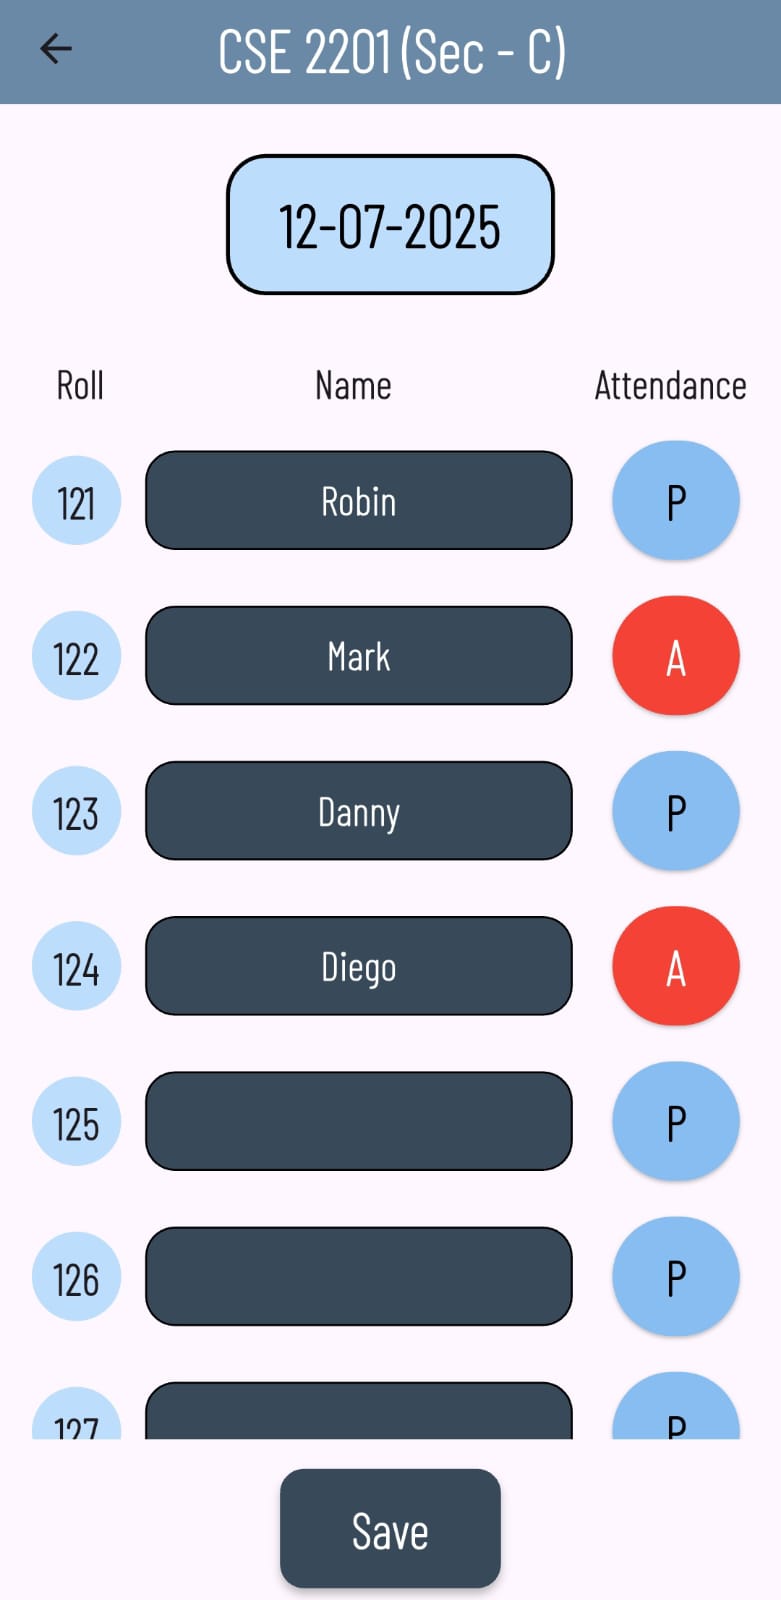 CSE 2201 (Sec - C)
12-07-2025
Roll Name Attendance
121 Robin P
122 Mark A
123 Danny P
124 Diego A
125 P
126 P
127 P
Save